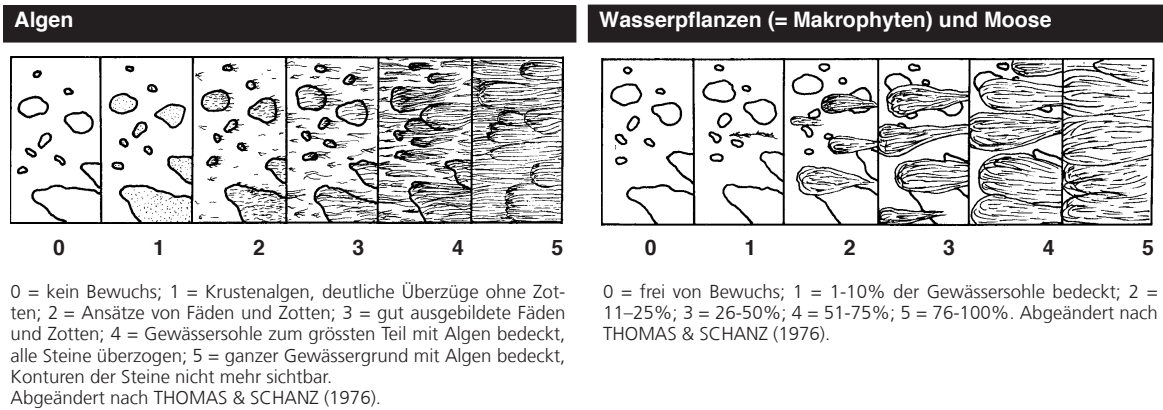 Algen
0 1 2 3 4 5
0 = kein Bewuchs; 1 = Krustenalgen, deutliche Überzüge ohne Zot-
ten; 2 = Ansätze von Fäden und Zotten; 3 = gut ausgebildete Fäden
und Zotten; 4 = Gewässersohle zum grössten Teil mit Algen bedeckt,
alle Steine überzogen; 5 = ganzer Gewässergrund mit Algen bedeckt,
Konturen der Steine nicht mehr sichtbar.
Abgeändert nach THOMAS & SCHANZ (1976).
Wasserpflanzen (= Makrophyten) und Moose
0 1 2 3 4 5
0 = frei von Bewuchs; 1 = 1-10% der Gewässersohle bedeckt; 2 =
11–25%; 3 = 26-50%; 4 = 51-75%; 5 = 76-100%. Abgeändert nach
THOMAS & SCHANZ (1976).